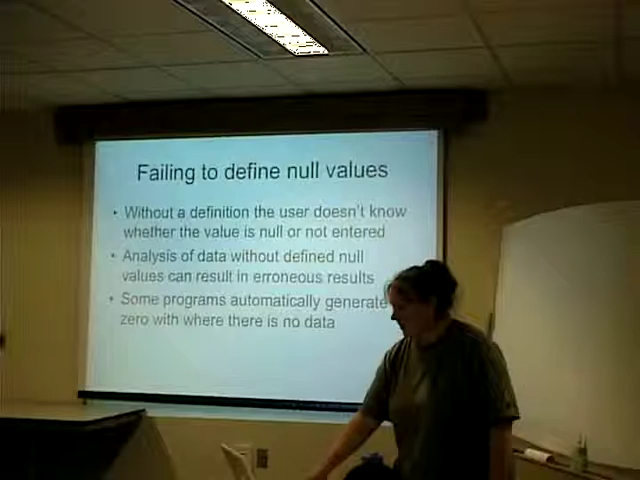 Failing to define null values
• Without a definition the user doesn't know
whether the value is null or not entered
• Analysis of data without defined null
values can result in erroneous results
• Some programs automatically generate
zero with where there is no data